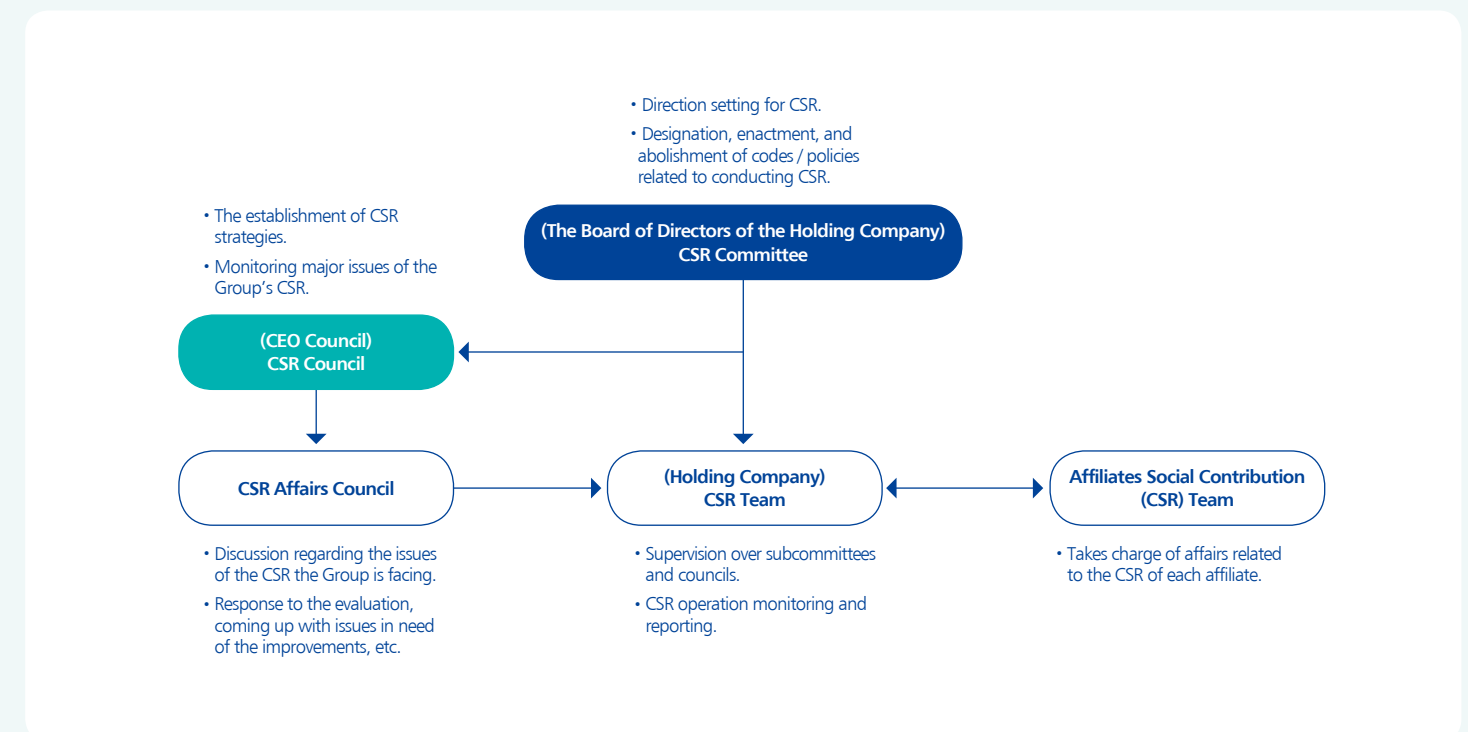 • Direction setting for CSR.
• Designation, enactment, and
abolishment of codes / policies
related to conducting CSR.
(The Board of Directors of the Holding Company)
CSR Committee
• The establishment of CSR
strategies.
• Monitoring major issues of the
Group's CSR.
(CEO Council)
CSR Council
CSR Affairs Council
• Discussion regarding the issues
of the CSR the Group is facing.
• Response to the evaluation,
coming up with issues in need
of the improvements, etc.
(Holding Company)
CSR Team
• Supervision over subcommittees
and councils.
• CSR operation monitoring and
reporting.
Affiliates Social Contribution
(CSR) Team
• Takes charge of affairs related
to the CSR of each affiliate.